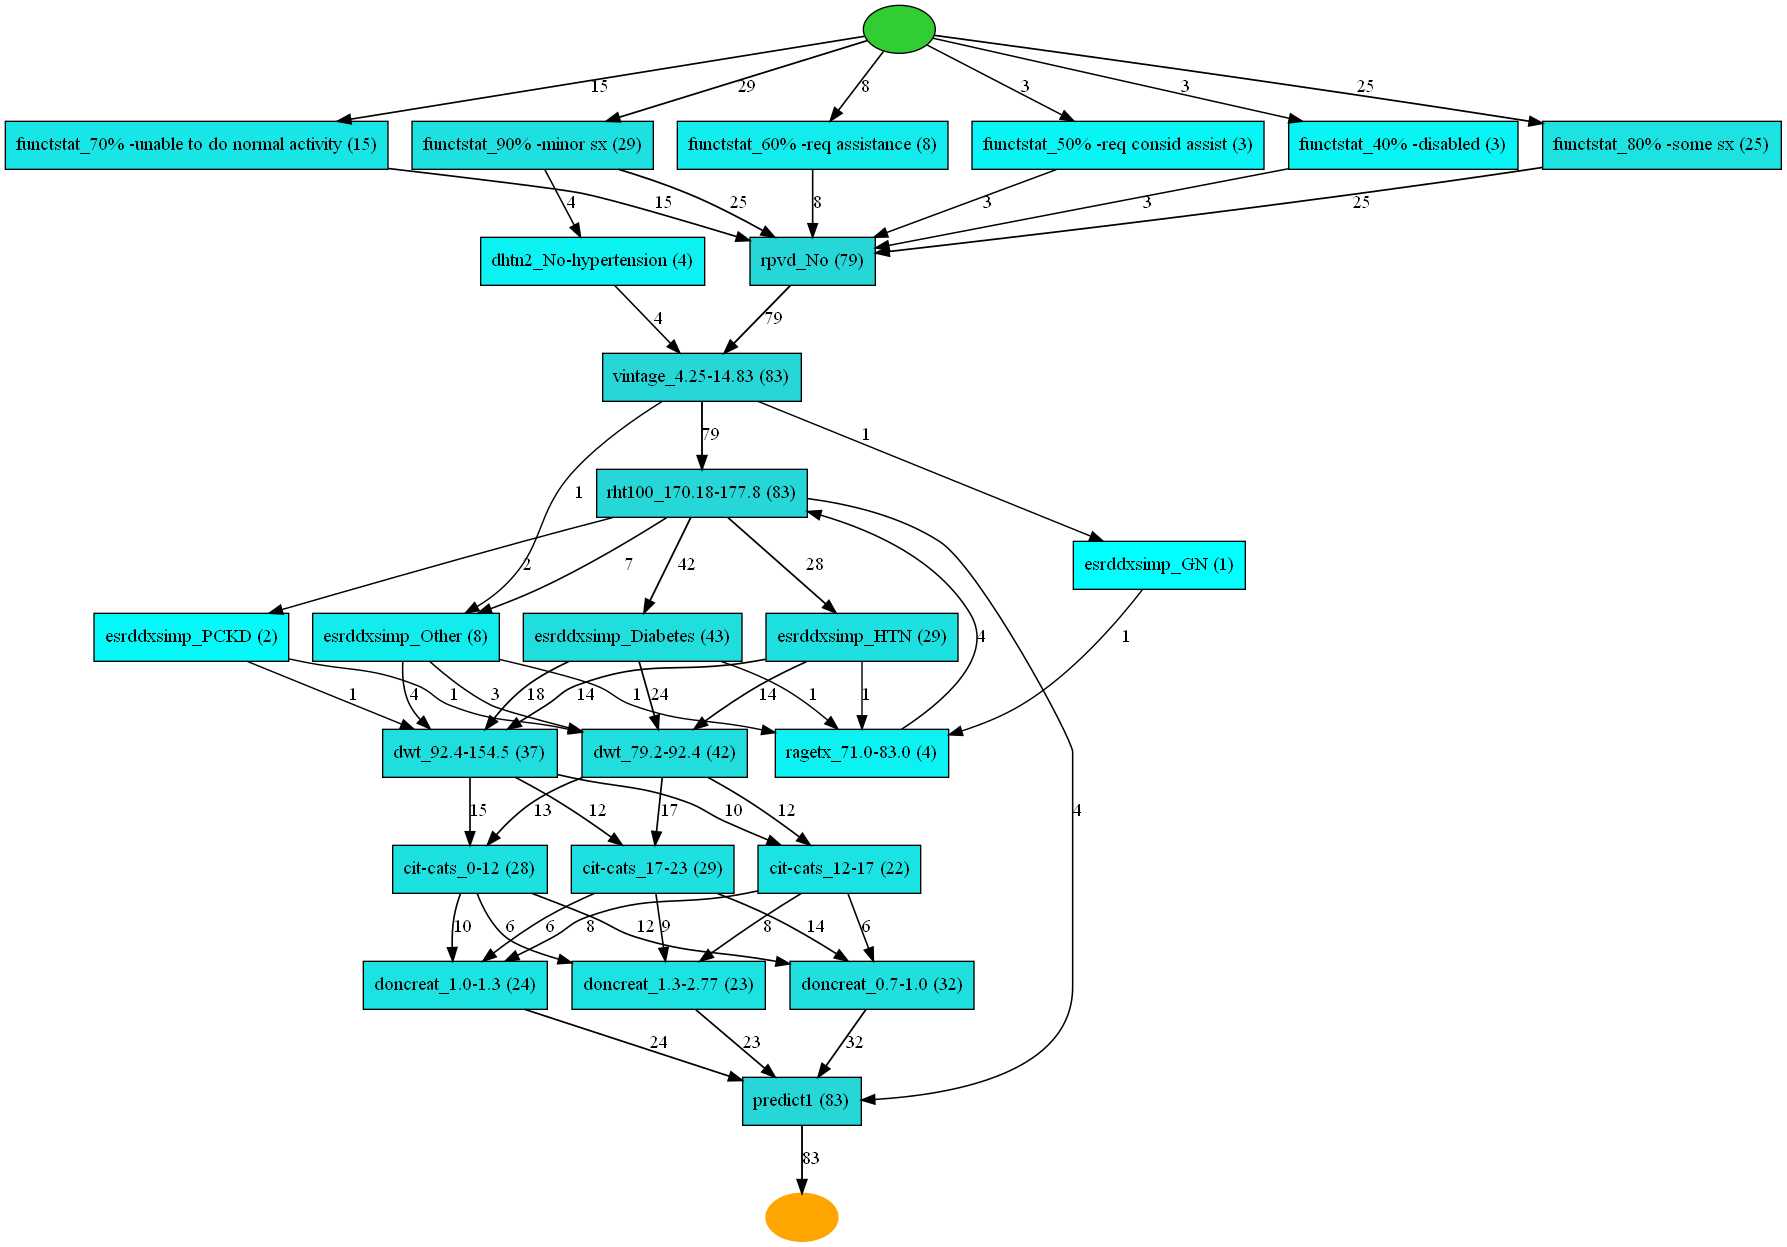 15
29
8
3
3
25
functstat_70% -unable to do normal activity (15)
functstat_90% -minor sx (29)
functstat_60% -req assistance (8)
functstat_50% -req consid assist (3)
functstat_40% -disabled (3)
functstat_80% -some sx (25)
4
15
25
8
3
3
25
dhtn2_No-hypertension (4)
rpvd_No (79)
4
79
vintage_4.25-14.83 (83)
79
1
1
rht100_170.18-177.8 (83)
2
7
42
28
esrddxsimp_GN (1)
esrddxsimp_PCKD (2)
esrddxsimp_Other (8)
esrddxsimp_Diabetes (43)
esrddxsimp_HTN (29)
4
1
1
4
1
3
18
14
1
24
14
1
1
dwt_92.4-154.5 (37)
dwt_79.2-92.4 (42)
ragetx_71.0-83.0 (4)
15
13
12
17
10
12
4
cit-cats_0-12 (28)
cit-cats_17-23 (29)
cit-cats_12-17 (22)
10
6
6
8
12
9
8
14
6
doncreat_1.0-1.3 (24)
doncreat_1.3-2.77 (23)
doncreat_0.7-1.0 (32)
24
23
32
predict1 (83)
83